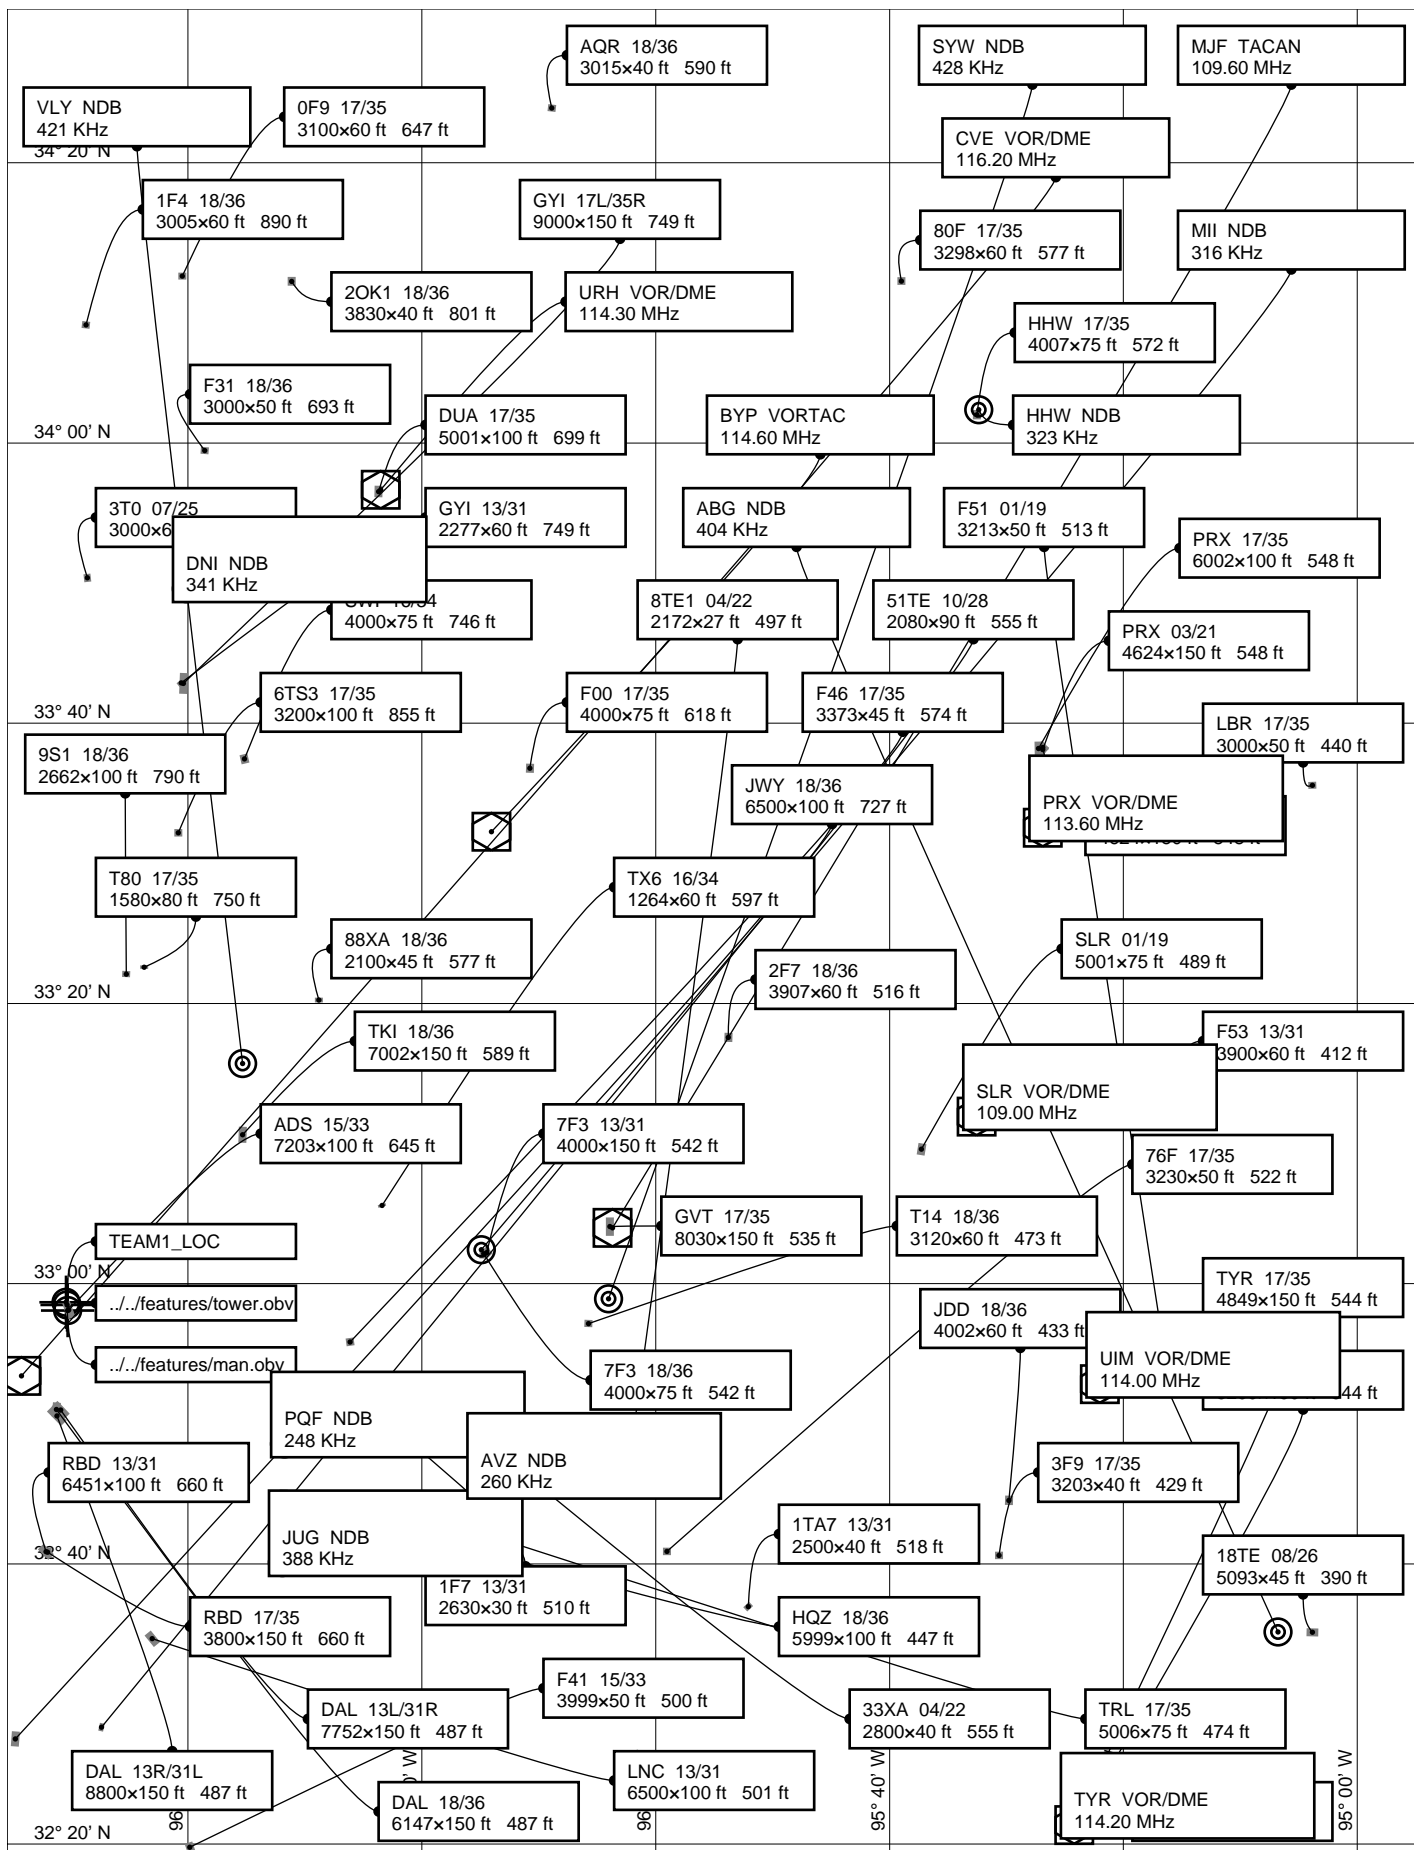 AQR 18/36
3015×40 ft 590 ft
SYW NDB
428 KHz
MJF TACAN
109.60 MHz
VLY NDB
421 KHz
0F9 17/35
3100×60 ft 647 ft
CVE VOR/DME
116.20 MHz
34° 20' N
1F4 18/36
3005×60 ft 890 ft
GYI 17L/35R
9000×150 ft 749 ft
80F 17/35
3298×60 ft 577 ft
MII NDB
316 KHz
2OK1 18/36
3830×40 ft 801 ft
URH VOR/DME
114.30 MHz
HHW 17/35
4007×75 ft 572 ft
F31 18/36
3000×50 ft 693 ft
DUA 17/35
5001×100 ft 699 ft
BYP VORTAC
114.60 MHz
HHW NDB
323 KHz
34° 00' N
3T0 07/25
GYI 13/31
2277×60 ft 749 ft
ABG NDB
404 KHz
F51 01/19
3213×50 ft 513 ft
PRX 17/35
6002×100 ft 548 ft
DNI NDB
341 KHz
4000×75 ft 746 ft
8TE1 04/22
2172×27 ft 497 ft
51TE 10/28
2080×90 ft 555 ft
PRX 03/21
4624×150 ft 548 ft
6TS3 17/35
3200×100 ft 855 ft
F00 17/35
4000×75 ft 618 ft
F46 17/35
3373×45 ft 574 ft
LBR 17/35
3000×50 ft 440 ft
33° 40' N
9S1 18/36
2662×100 ft 790 ft
JWY 18/36
6500×100 ft 727 ft
PRX VOR/DME
113.60 MHz
T80 17/35
1580×80 ft 750 ft
TX6 16/34
1264×60 ft 597 ft
88XA 18/36
2100×45 ft 577 ft
2F7 18/36
3907×60 ft 516 ft
SLR 01/19
5001×75 ft 489 ft
33° 20' N
TKI 18/36
7002×150 ft 589 ft
F53 13/31
3900×60 ft 412 ft
SLR VOR/DME
109.00 MHz
ADS 15/33
7203×100 ft 645 ft
7F3 13/31
4000×150 ft 542 ft
76F 17/35
3230×50 ft 522 ft
TEAM1_LOC
GVT 17/35
8030×150 ft 535 ft
T14 18/36
3120×60 ft 473 ft
33° 00' N
../../features/tower.obv
TYR 17/35
4849×150 ft 544 ft
JDD 18/36
4002×60 ft 433 ft
../../features/man.obv
7F3 18/36
4000×75 ft 542 ft
UIM VOR/DME
114.00 MHz
PQF NDB
248 KHz
AVZ NDB
260 KHz
RBD 13/31
6451×100 ft 660 ft
3F9 17/35
3203×40 ft 429 ft
JUG NDB
388 KHz
1TA7 13/31
2500×40 ft 518 ft
32° 40' N
18TE 08/26
5093×45 ft 390 ft
1F7 13/31
2630×30 ft 510 ft
RBD 17/35
3800×150 ft 660 ft
HQZ 18/36
5999×100 ft 447 ft
F41 15/33
3999×50 ft 500 ft
DAL 13L/31R
7752×150 ft 487 ft
33XA 04/22
2800×40 ft 555 ft
TRL 17/35
5006×75 ft 474 ft
DAL 13R/31L
8800×150 ft 487 ft
LNC 13/31
6500×100 ft 501 ft
DAL 18/36
6147×150 ft 487 ft
TYR VOR/DME
114.20 MHz
95° 40' W
95° 00' W
32° 20' N